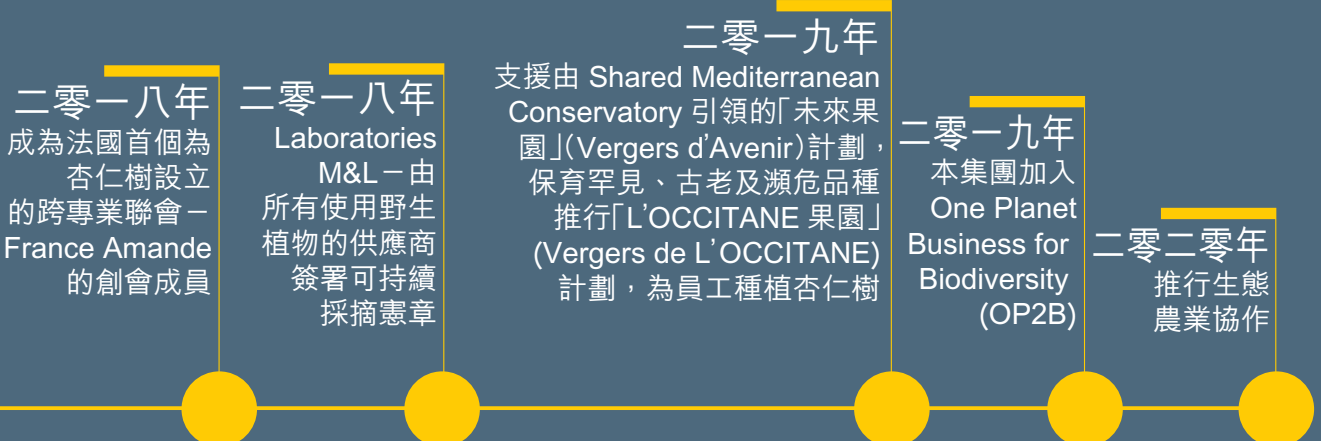 二零一八年
成為法國首個為
杏仁樹設立
的跨專業聯會－
France Amande
的創會成員
二零一八年
Laboratories
M&L－由
所有使用野生
植物的供應商
簽署可持續
採摘憲章
二零一九年
支援由 Shared Mediterranean
Conservatory 引領的「未來果
園」(Vergers d'Avenir)計劃，
保育罕見、古老及瀕危品種
推行「L'OCCITANE 果園」
(Vergers de L'OCCITANE)
計劃，為員工種植杏仁樹
二零一九年
本集團加入
One Planet
Business for
Biodiversity
(OP2B)
二零二零年
推行生態
農業協作